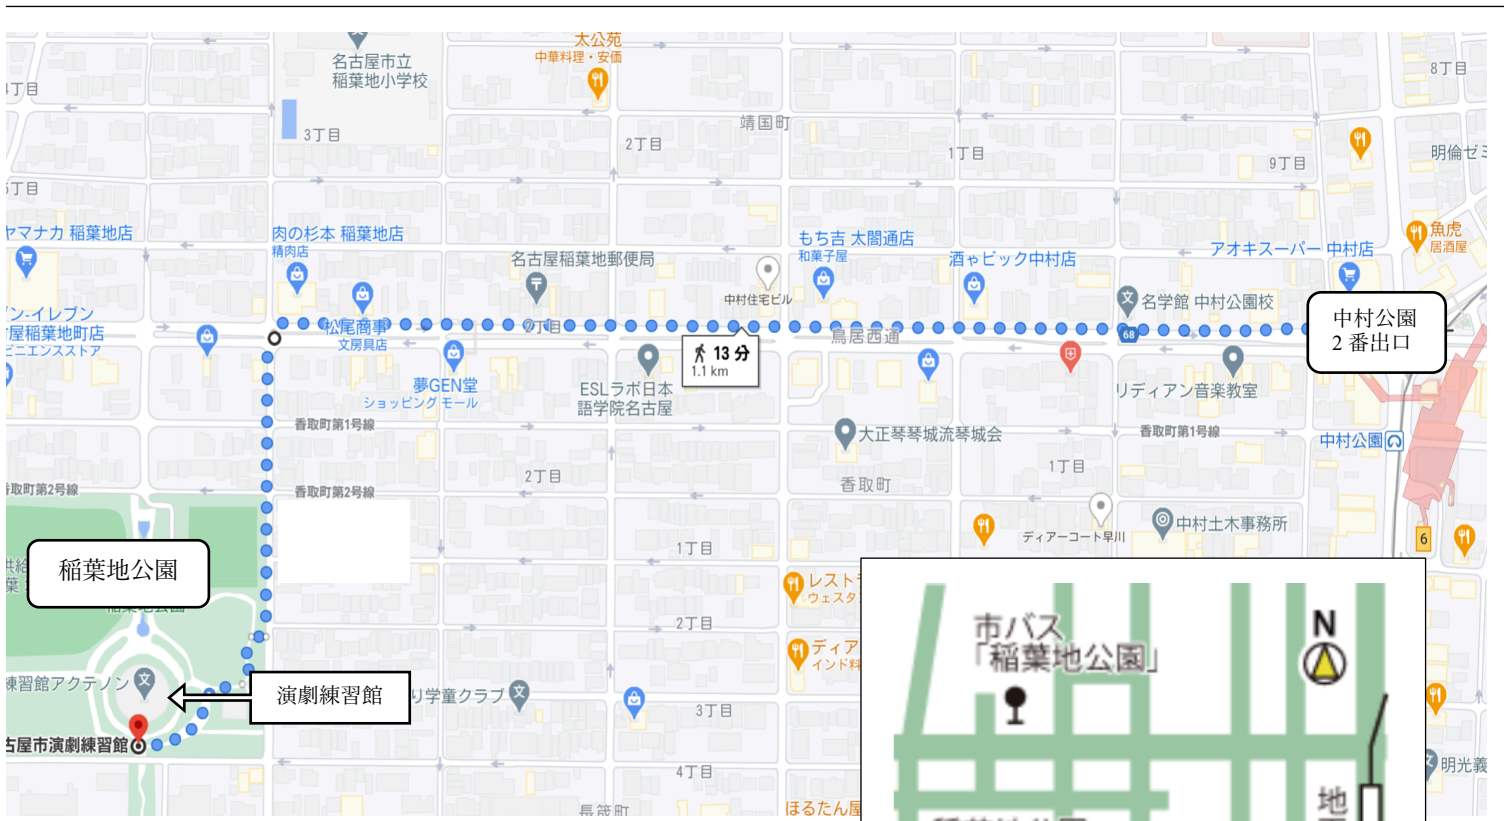 太公苑
中華料理・安価
名古屋市立
稲葉地小学校
8丁目
3丁目
靖国町
2丁目
1丁目
9丁目
明倫ゼミ
ヤマナカ 稲葉地店
肉の杉本 稲葉地店
精肉店
名古屋稲葉地郵便局
もち吉 太閤通店
和菓子屋
酒ゃビック中村店
アオキスーパー 中村店
魚虎
居酒屋
中村住宅ビル
名学館 中村公園校
中村公園
2 番出口
松尾商事
文房具店
2丁目
鳥居西通
68
13 分
1.1 km
夢GEN堂
ショッピング モール
ESLラボ日本
語学院名古屋
リディアン音楽教室
香取町第1号線
大正琴琴城流琴城会
香取町第1号線
中村公園
1丁目
2丁目
香取町
香取町第2号線
香取町第2号線
ディアーコート早川
中村土木事務所
6
1丁目
稲葉地公園
レスト
ウェスタ
2丁目
ディア
インド料
市バス
「稲葉地公園」
N
練習館アクテノン
演劇練習館
り学童クラブ
3丁目
古屋市演劇練習館
4丁目
長筬町
ほるたん屋
明光義
地